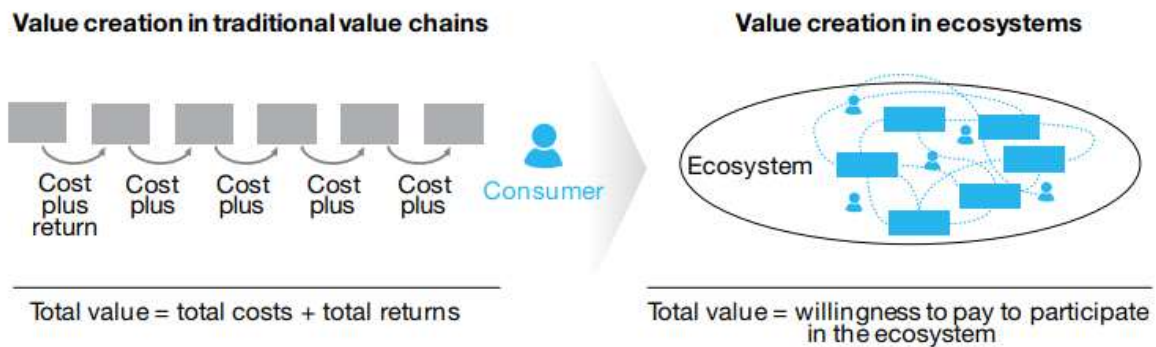 Value creation in traditional value chains
Value creation in ecosystems
Cost
plus
return
Cost
plus
Cost
plus
Cost
plus
Cost
plus
Consumer
Ecosystem
Total value = total costs + total returns
Total value = willingness to pay to participate
in the ecosystem